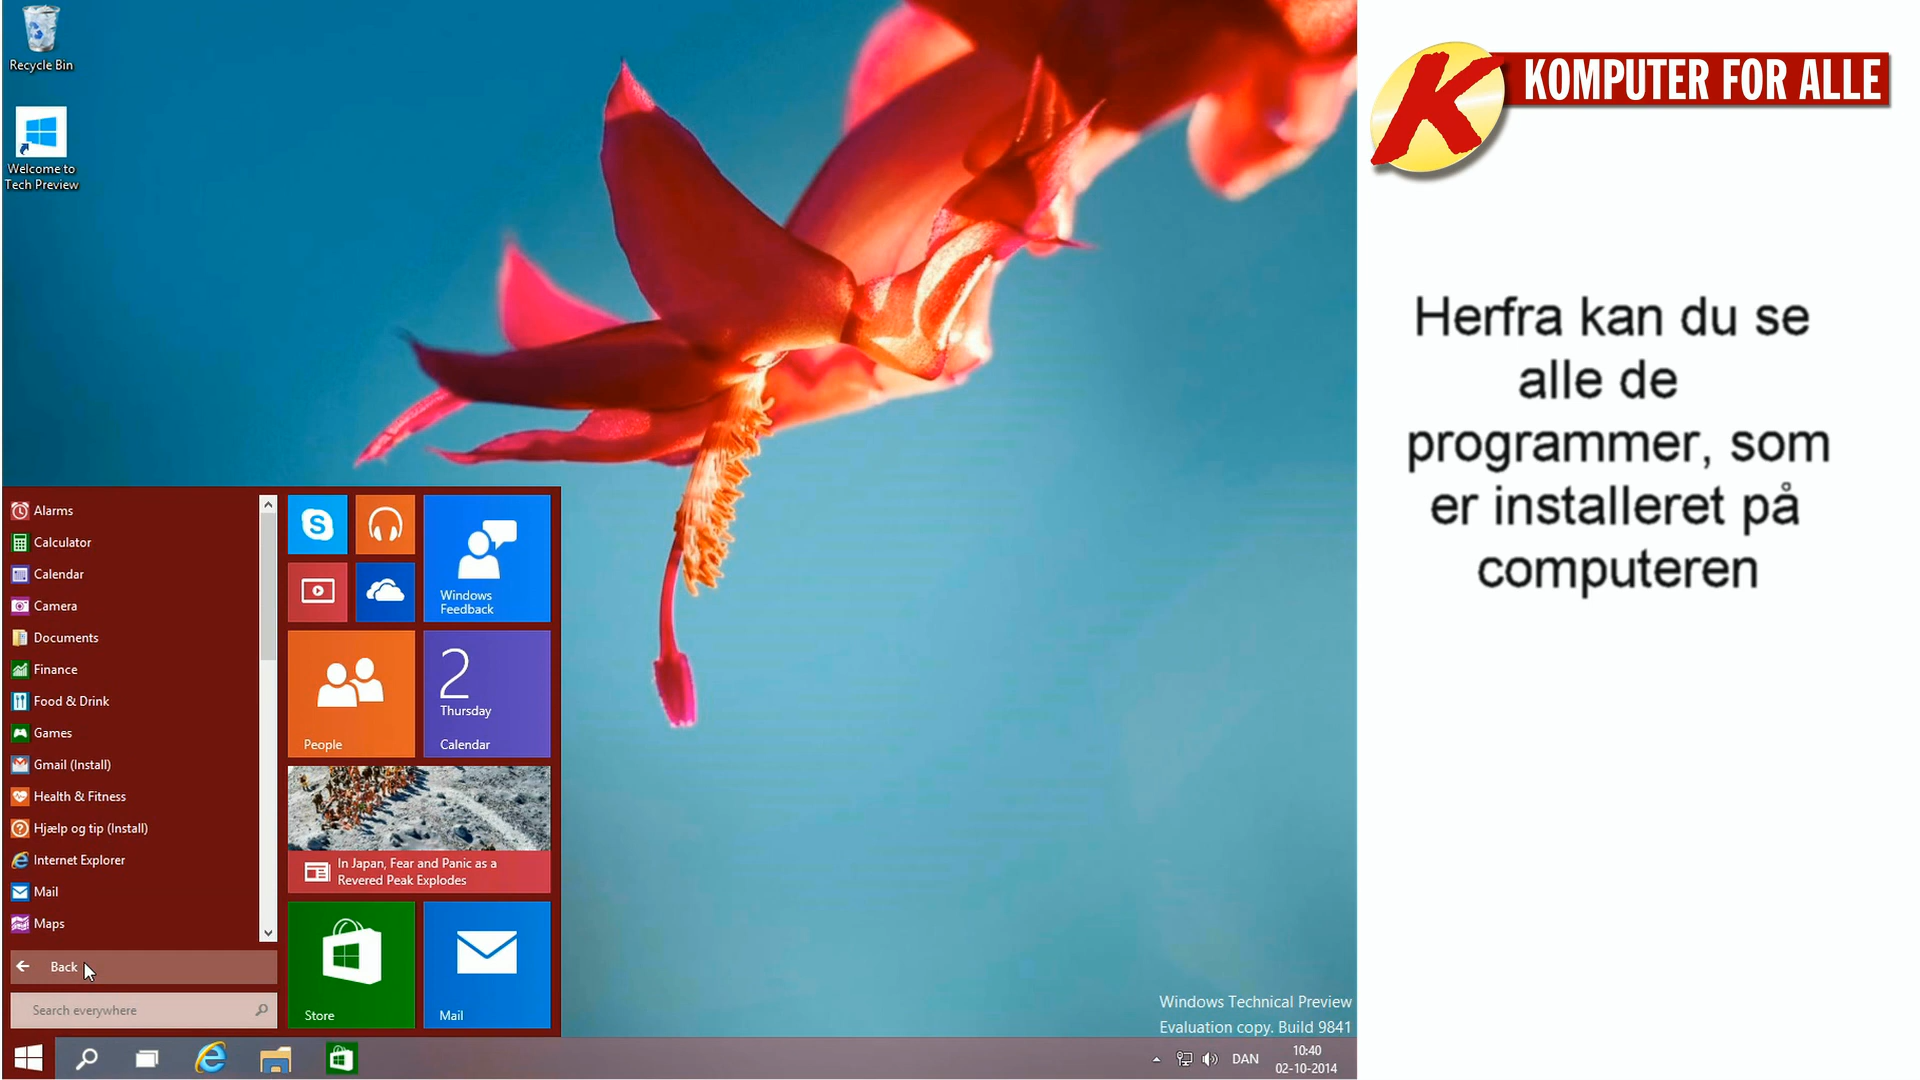 Recycle Bin
Welcome to
Tech Preview
KOMPUTER FOR ALLE
Herfra kan du se
alle de
programmer, som
er installeret på
computeren
Alarms
Calculator
Calendar
Camera
Documents
Finance
Food & Drink
Games
Gmail (Install)
Health & Fitness
Hjælp og tip (Install)
Internet Explorer
Mail
Maps
Back
Search everywhere
Windows
Feedback
People
2
Thursday
Calendar
In Japan, Fear and Panic as a
Revered Peak Explodes
Store
Mail
Windows Technical Preview
Evaluation copy. Build 9841
DAN
10:40
02-10-2014